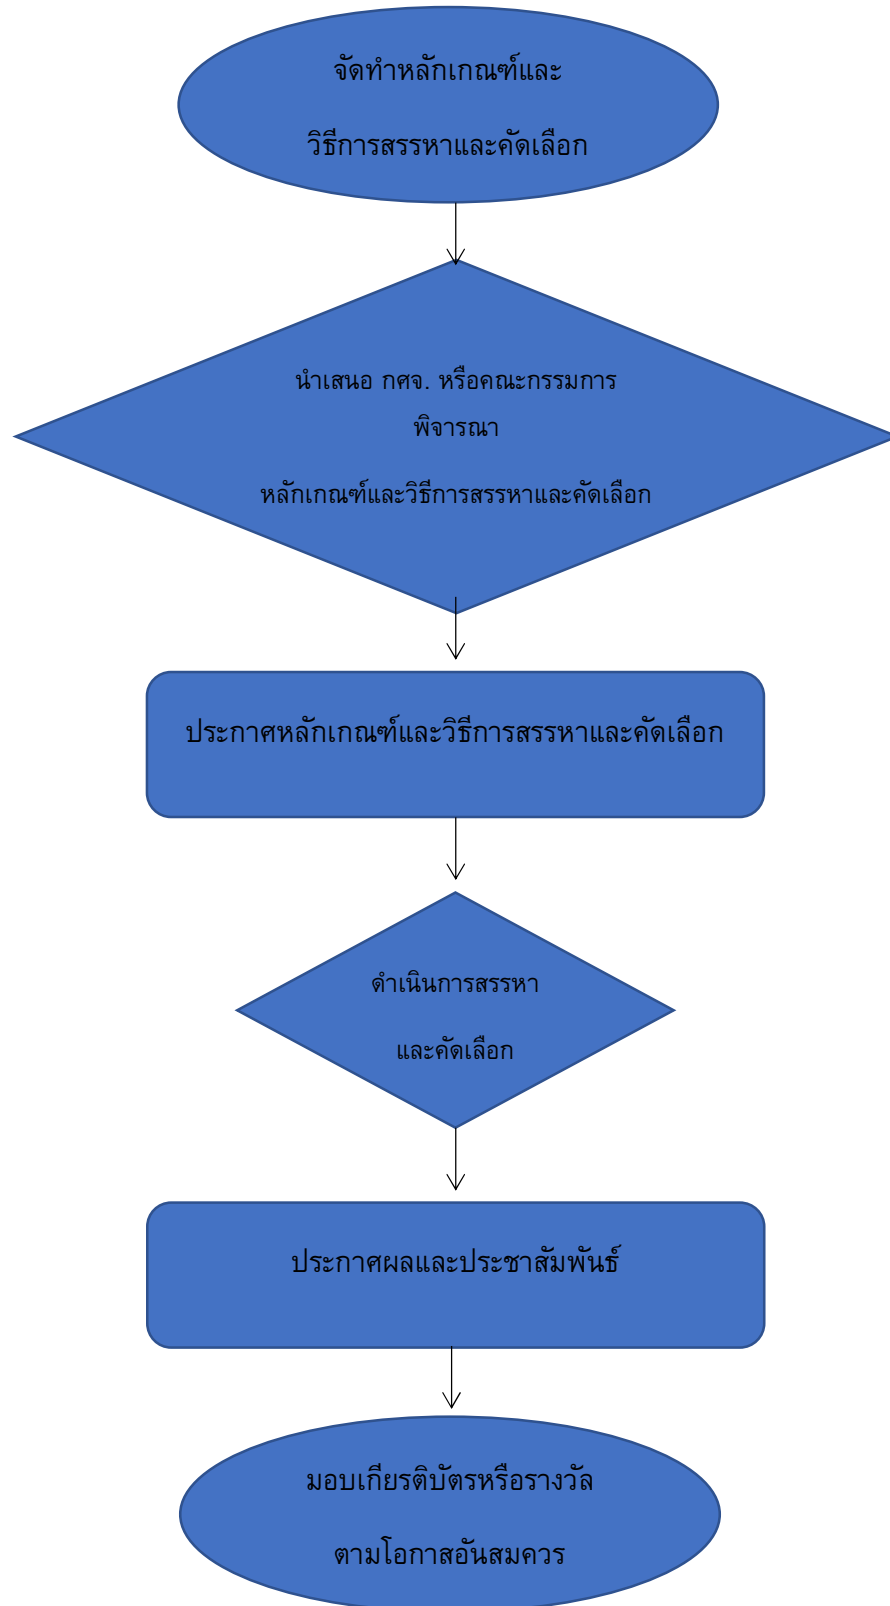 จัดทำหลักเกณฑ์และ
วิธีการสรรหาและคัดเลือก
นำเสนอ กศจ. หรือคณะกรรมการ
พิจารณา
หลักเกณฑ์และวิธีการสรรหาและคัดเลือก
ประกาศหลักเกณฑ์และวิธีการสรรหาและคัดเลือก
ดำเนินการสรรหา
และคัดเลือก
ประกาศผลและประชาสัมพันธ์
มอบเกียรติบัตรหรือรางวัล
ตามโอกาสอันสมควร